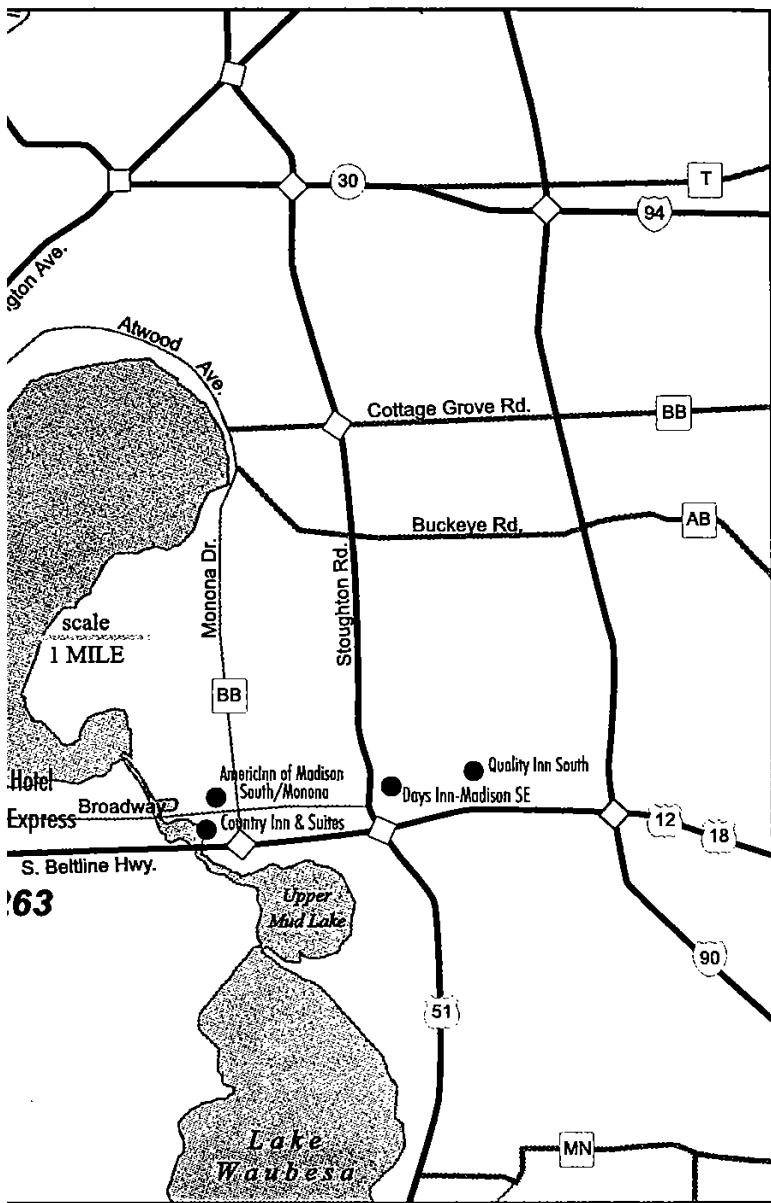 30
T
94
gton Ave.
Atwood
Ave.
Cottage Grove Rd.
BB
Buckeye Rd.
AB
Monona Dr.
Stoughton Rd.
scale
1 MILE
BB
Hotel
AmericInn of Madison
South/Monona
Quality Inn South
Days Inn-Madison SE
Express
Broadway
Country Inn & Suites
12
18
S. Beltline Hwy.
263
Upper
Mud Lake
90
51
Lake
Waubesa
MN